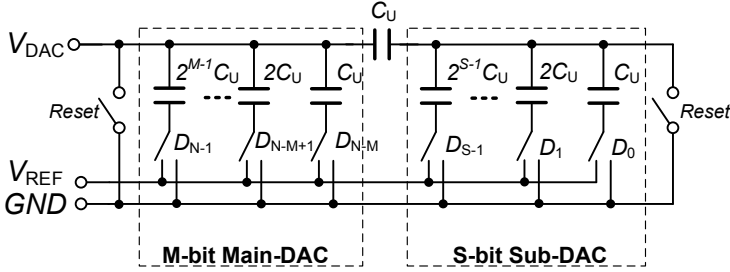 C_U
V_DAC
2^{M-1}C_U 2C_U C_U 2^{S-1}C_U 2C_U C_U
Reset Reset
D_{N-1} D_{N-M+1} D_{N-M} D_{S-1} D_1 D_0
V_REF
GND
M-bit Main-DAC S-bit Sub-DAC